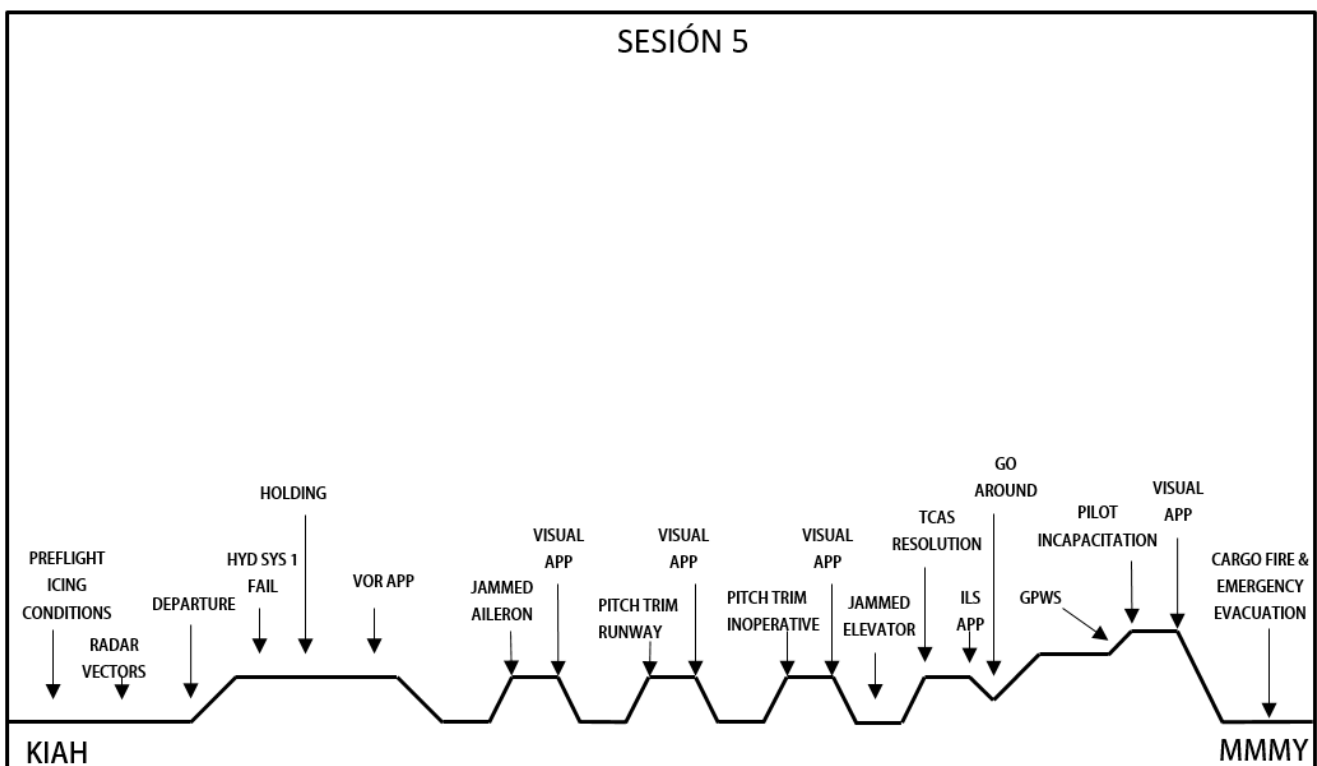 SESIÓN 5
PREFLIGHT
ICING
CONDITIONS
RADAR
VECTORS
DEPARTURE
HYD SYS 1
FAIL
HOLDING
VOR APP
JAMMED
AILERON
VISUAL
APP
PITCH TRIM
RUNWAY
VISUAL
APP
PITCH TRIM
INOPERATIVE
VISUAL
APP
JAMMED
ELEVATOR
TCAS
RESOLUTION
ILS
APP
GO
AROUND
GPWS
PILOT
INCAPACITATION
VISUAL
APP
CARGO FIRE &
EMERGENCY
EVACUATION
KIAH
MMMY